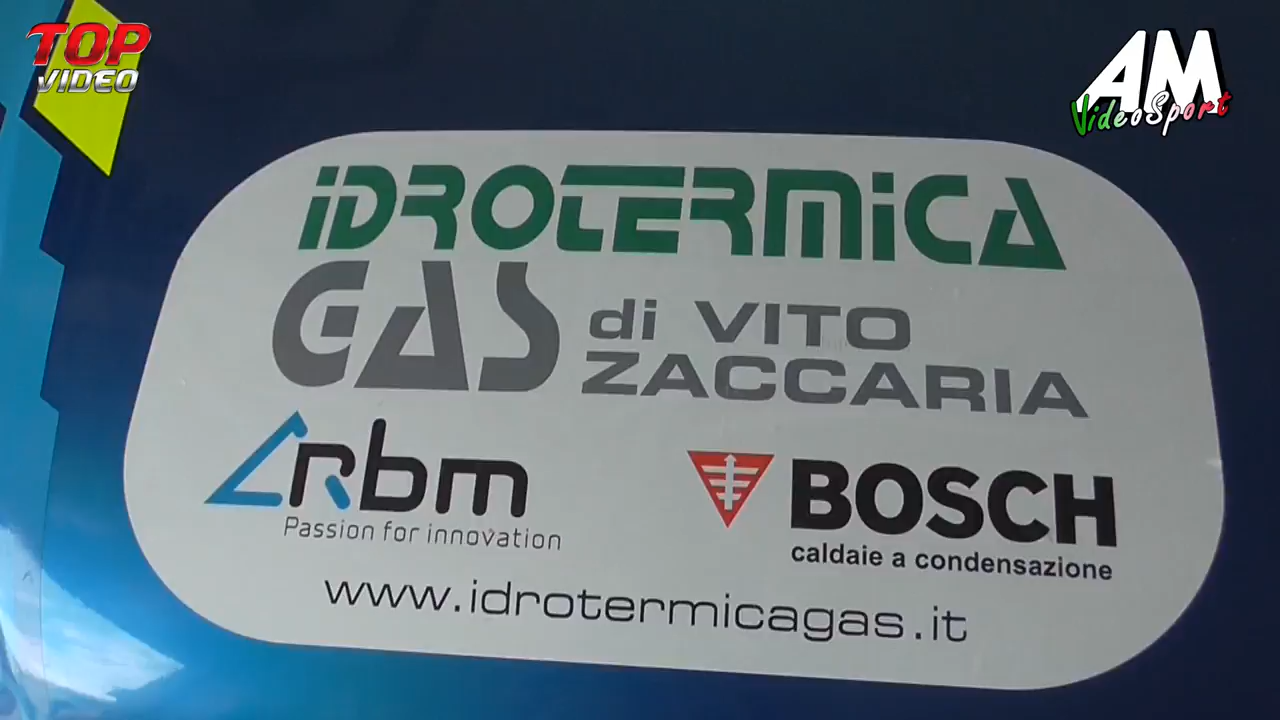 TOP
VIDEO
AM
VideoSport
iDROTERMiCA
GAS
di VITO
ZACCARIA
rbm
Passion for innovation
BOSCH
caldaie a condensazione
www.idrotermicagas.it